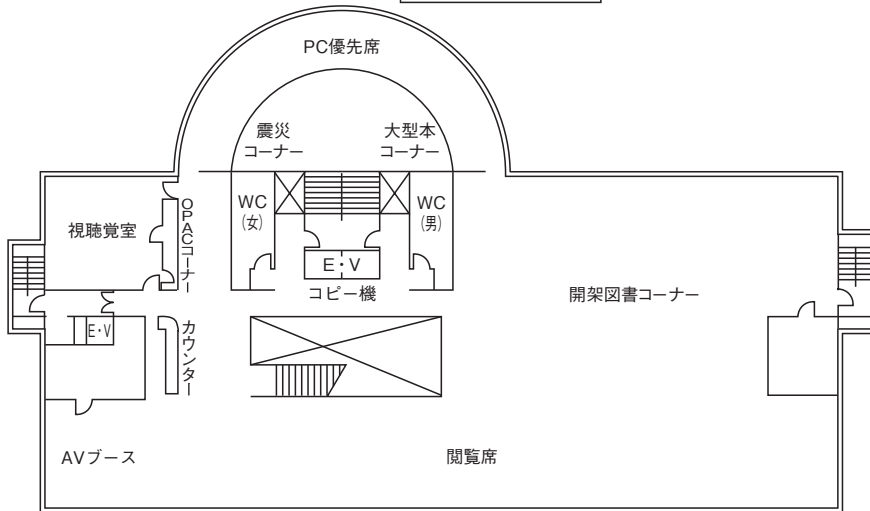 PC優先席
震災
コーナー
大型本
コーナー
視聴覚室
OPACコーナー
WC
(女)
WC
(男)
E・V
コピー機
開架図書コーナー
E・V
カウンター
AVブース
閲覧席